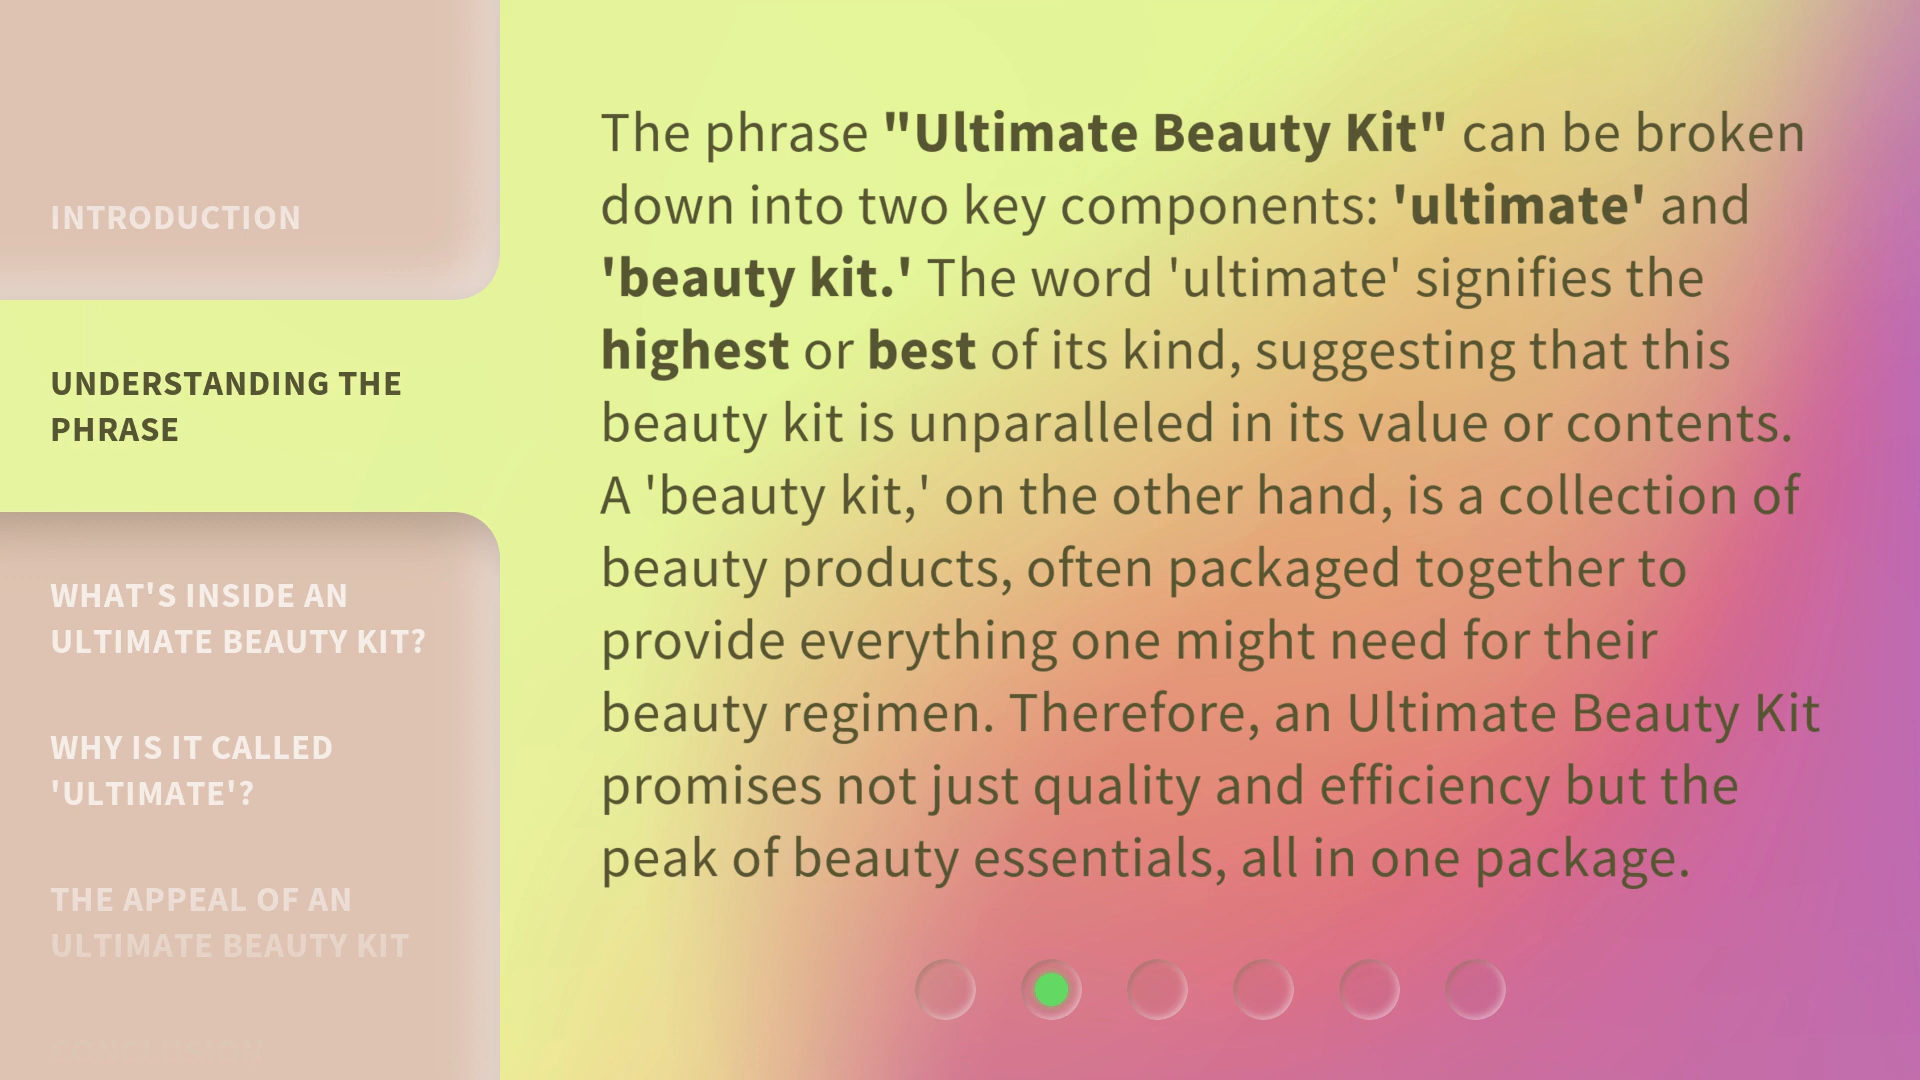 INTRODUCTION
UNDERSTANDING THE
PHRASE
WHAT'S INSIDE AN
ULTIMATE BEAUTY KIT?
WHY IS IT CALLED
'ULTIMATE'?
THE APPEAL OF AN
ULTIMATE BEAUTY KIT
CONCLUSION
The phrase "Ultimate Beauty Kit" can be broken
down into two key components: 'ultimate' and
'beauty kit.' The word 'ultimate' signifies the
highest or best of its kind, suggesting that this
beauty kit is unparalleled in its value or contents.
A 'beauty kit,' on the other hand, is a collection of
beauty products, often packaged together to
provide everything one might need for their
beauty regimen. Therefore, an Ultimate Beauty Kit
promises not just quality and efficiency but the
peak of beauty essentials, all in one package.